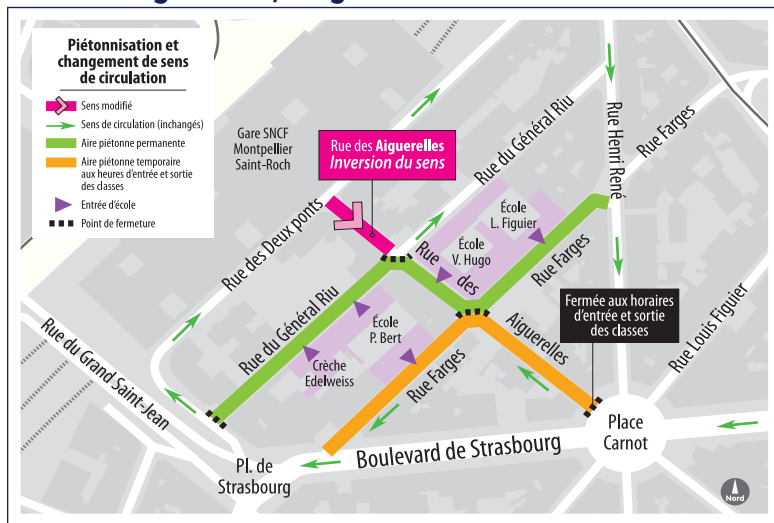 Piétonnisation et
changement de sens
de circulation
Sens modifié
Sens de circulation (inchangés)
Aire piétonne permanente
Aire piétonne temporaire
aux heures d'entrée et sortie
des classes
Entrée d'école
Point de fermeture
Gare SNCF
Montpellier
Saint-Roch
Rue des Aiguerelles
Inversion du sens
Rue du Général Riu
Rue Henri René
Rue Farges
Rue des Deux ponts
École
L. Figuier
École
V. Hugo
Rue des
Aiguerelles
Rue Farges
Fermée aux horaires
d'entrée et sortie
des classes
Rue du Général Riu
École
P. Bert
Crèche
Edelweiss
Rue Farges
Rue Louis Figuier
Rue du Grand Saint-Jean
Place
Carnot
Boulevard de Strasbourg
Pl. de
Strasbourg
Nord